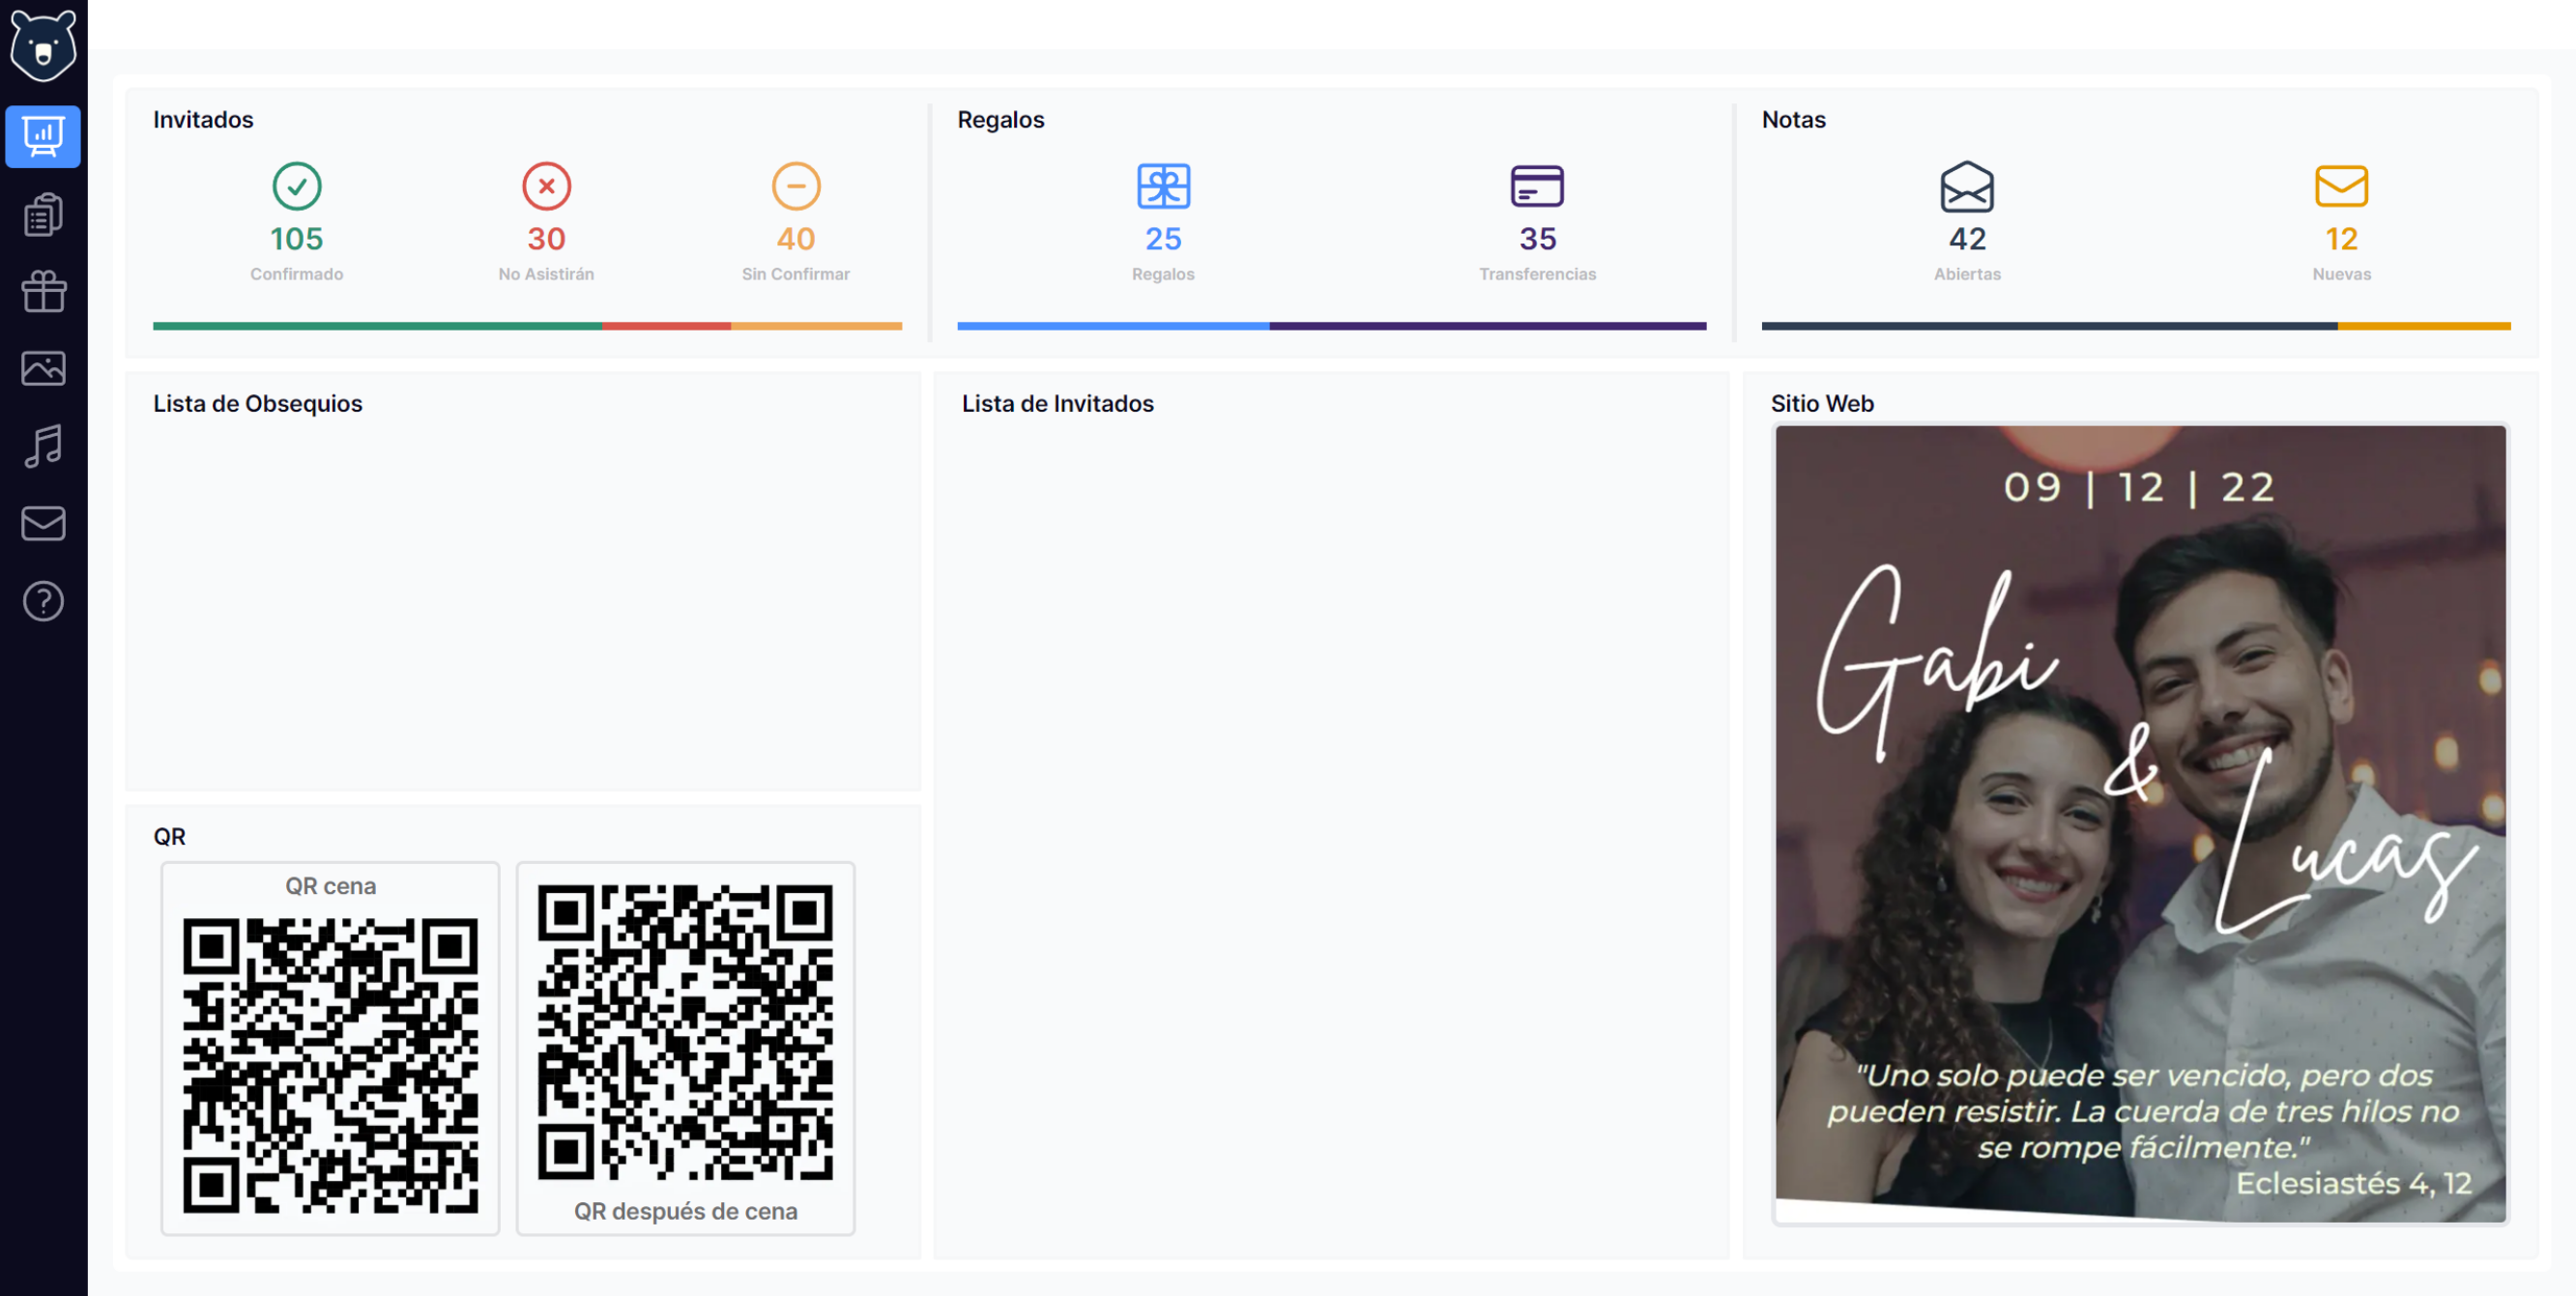 Invitados
105
Confirmado
30
No Asistirán
40
Sin Confirmar
Regalos
25
Regalos
35
Transferencias
Notas
42
Abiertas
12
Nuevas
Lista de Obsequios
QR
QR cena
QR después de cena
Lista de Invitados
Sitio Web
09 | 12 | 22
Gabi
&
Lucas
"Uno solo puede ser vencido, pero dos
pueden resistir. La cuerda de tres hilos no
se rompe fácilmente."
Eclesiastés 4, 12